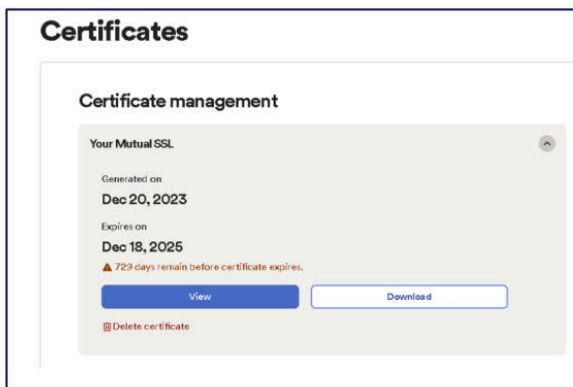 Certificates
Certificate management
Your Mutual SSL
Generated on
Dec 20, 2023
Expires on
Dec 18, 2025
729 days remain before certificate expires.
View Download
Delete certificate